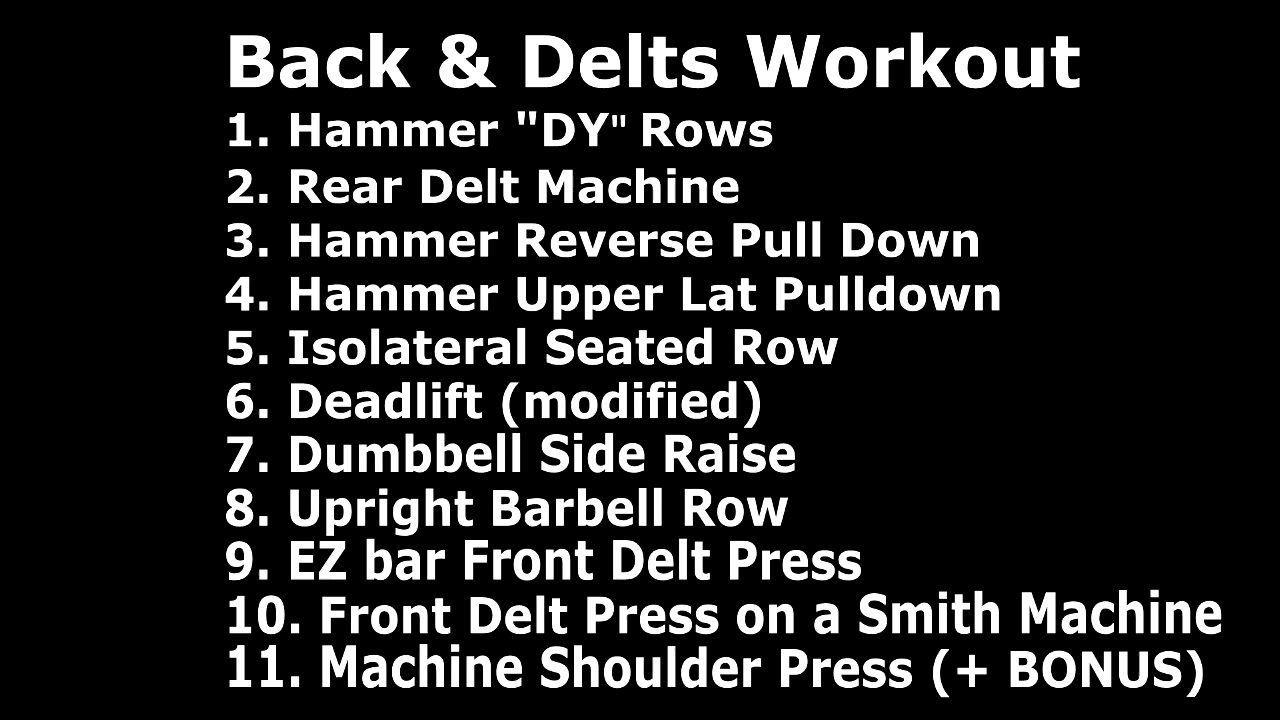 Back & Delts Workout
1. Hammer "DY" Rows
2. Rear Delt Machine
3. Hammer Reverse Pull Down
4. Hammer Upper Lat Pulldown
5. Isolateral Seated Row
6. Deadlift (modified)
7. Dumbbell Side Raise
8. Upright Barbell Row
9. EZ bar Front Delt Press
10. Front Delt Press on a Smith Machine
11. Machine Shoulder Press (+ BONUS)